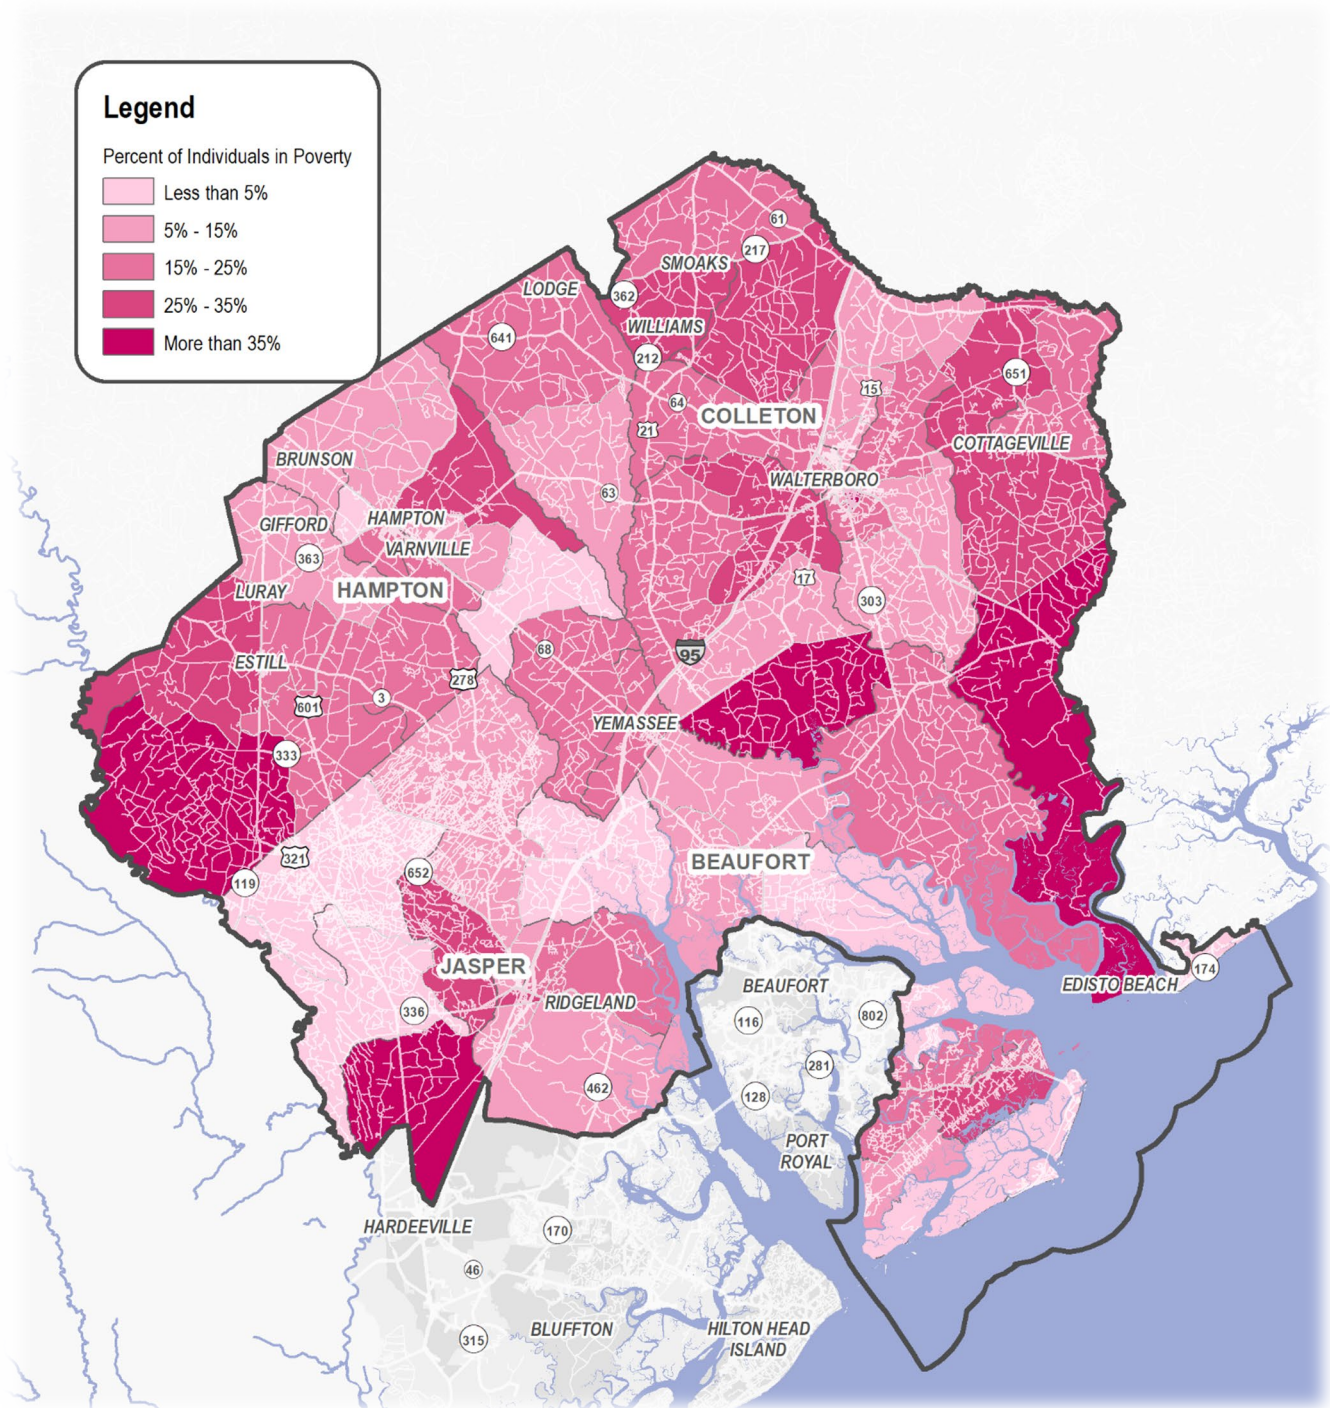 Legend
Percent of Individuals in Poverty
Less than 5%
5% - 15%
15% - 25%
25% - 35%
More than 35%
61
217
SMOAKS
LODGE
362
WILLIAMS
641
212
651
15
64
COLLETON
21
COTTAGEVILLE
BRUNSON
WALTERBORO
63
GIFFORD
HAMPTON
VARNVILLE
363
17
LURAY
HAMPTON
303
68
95
ESTILL
278
3
601
YEMASSEE
333
321
BEAUFORT
652
119
JASPER
174
BEAUFORT
EDISTO BEACH
RIDGELAND
336
116
802
281
462
128
PORT
ROYAL
HARDEEVILLE
170
46
BLUFFTON
HILTON HEAD
ISLAND
315